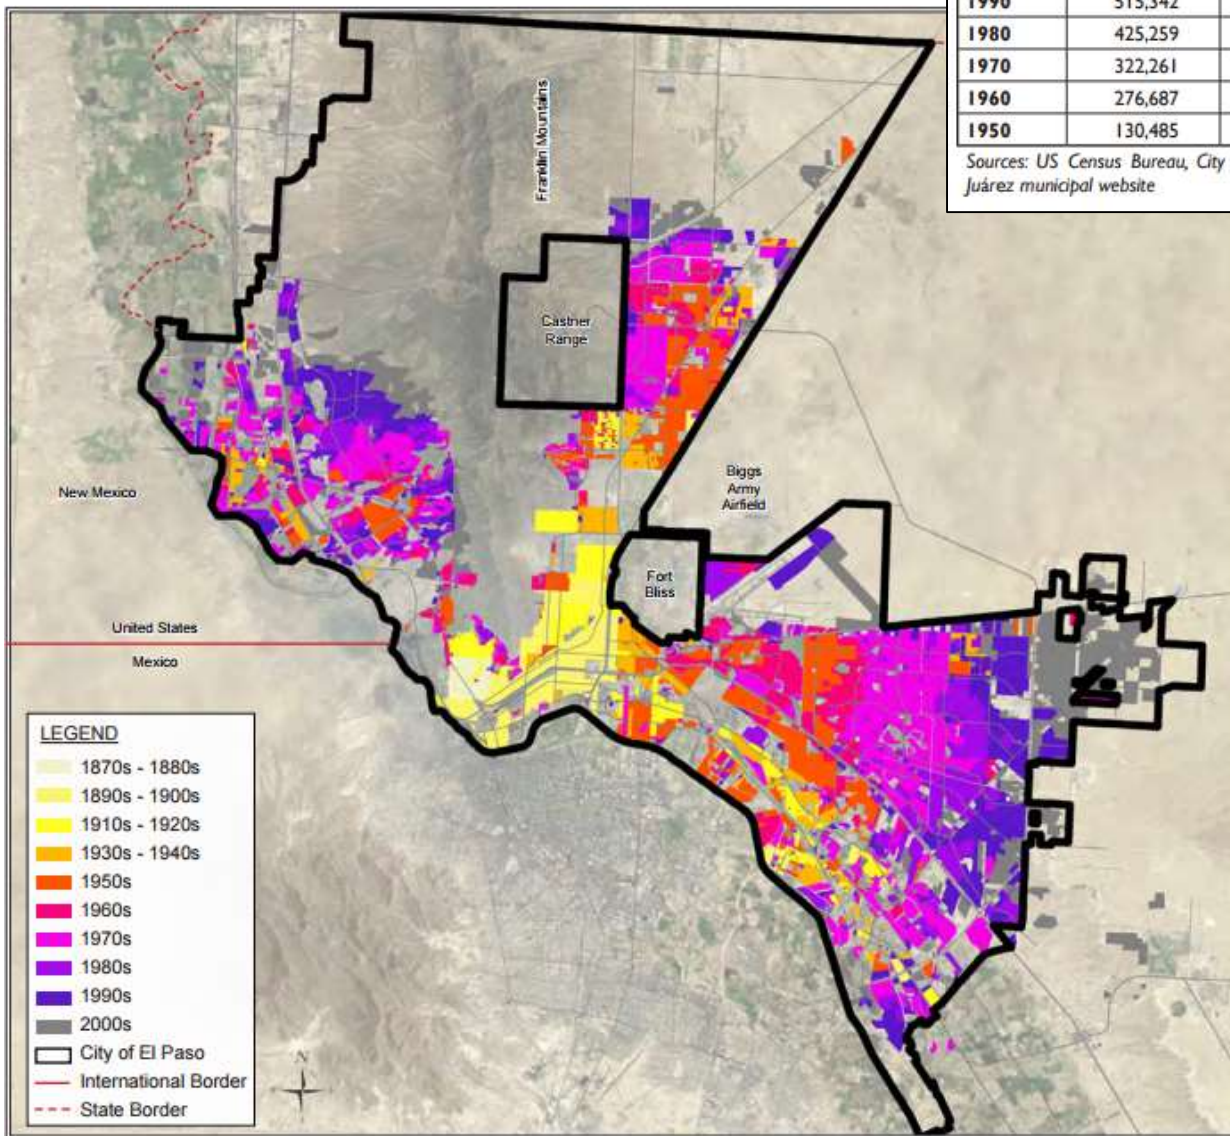 1990 515,342
1980 425,259
1970 322,261
1960 276,687
1950 130,485
Sources: US Census Bureau, City
Juárez municipal website
Franklin Mountains
Castner
Range
New Mexico
Biggs
Army
Airfield
Fort
Bliss
United States
Mexico
LEGEND
1870s - 1880s
1890s - 1900s
1910s - 1920s
1930s - 1940s
1950s
1960s
1970s
1980s
1990s
2000s
City of El Paso
International Border
State Border
N